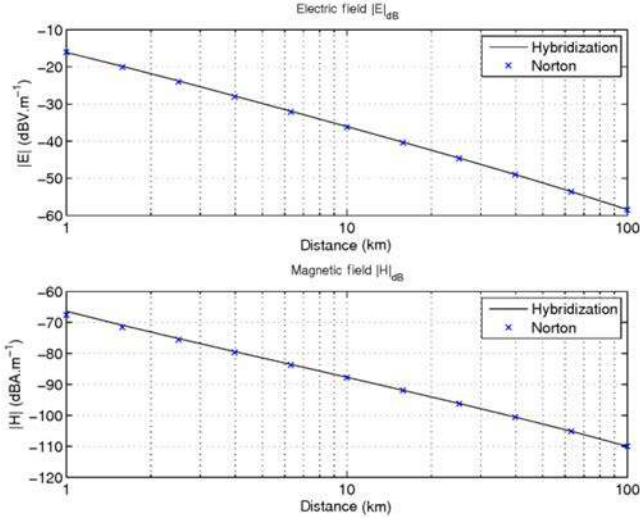 Electric field |E|dB
-10
-20
-30
-40
-50
-60
|E| (dBV.m⁻¹)
Hybridization
Norton
1
10
100
Distance (km)
Magnetic field |H|dB
-60
-70
-80
-90
-100
-110
-120
|H| (dBA.m⁻¹)
Hybridization
Norton
1
10
100
Distance (km)